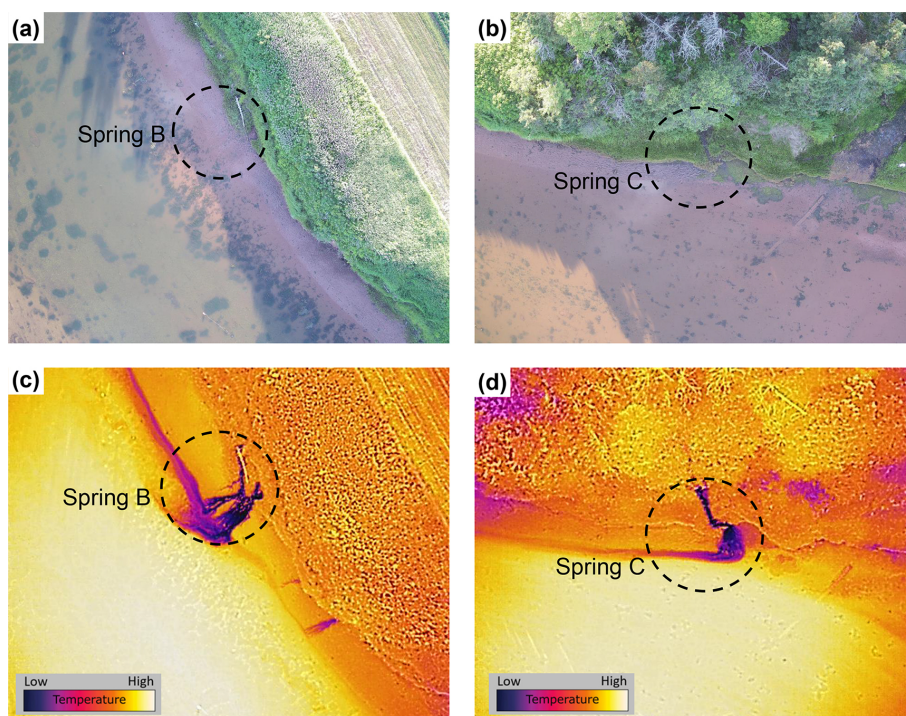 (a)
Spring B
(b)
Spring C
(c)
Spring B
Low High
Temperature
(d)
Spring C
Low High
Temperature